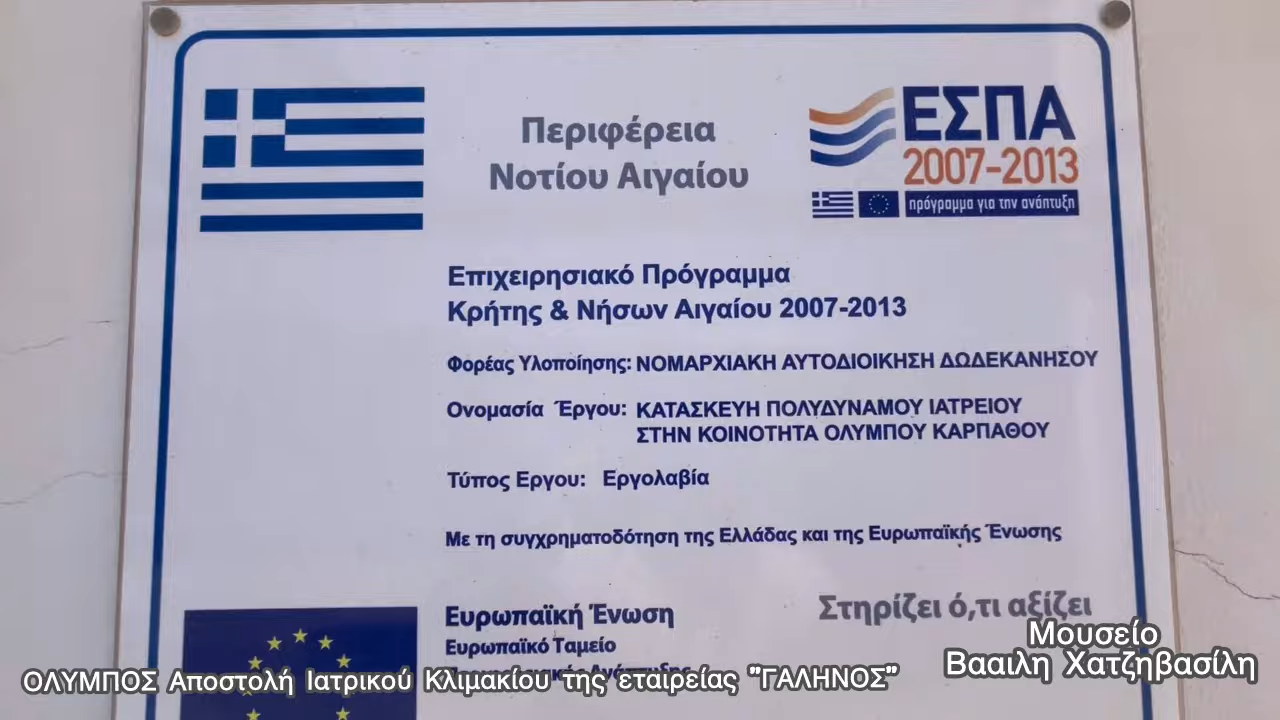 Περιφέρεια
Νοτίου Αιγαίου
ΕΣΠΑ
2007-2013
πρόγραμμα για την ανάπτυξη
Επιχειρησιακό Πρόγραμμα
Κρήτης & Νήσων Αιγαίου 2007-2013
Φορέας Υλοποίησης: ΝΟΜΑΡΧΙΑΚΗ ΑΥΤΟΔΙΟΙΚΗΣΗ ΔΩΔΕΚΑΝΗΣΟΥ
Ονομασία Έργου: ΚΑΤΑΣΚΕΥΗ ΠΟΛΥΔΥΝΑΜΟΥ ΙΑΤΡΕΙΟΥ
ΣΤΗΝ ΚΟΙΝΟΤΗΤΑ ΟΛΥΜΠΟΥ ΚΑΡΠΑΘΟΥ
Τύπος Εργου: Εργολαβία
Με τη συγχρηματοδότηση της Ελλάδας και της Ευρωπαϊκής Ένωσης
Ευρωπαϊκή Ένωση
Ευρωπαϊκό Ταμείο
Στηρίζει ό,τι αξίζει
Μουσείο
Βααιλη Χατζηβασίλη
ΟΛΥΜΠΟΣ Αποστολή Ιατρικού Κλιμακίου της εταιρείας "ΓΑΛΗΝΟΣ"